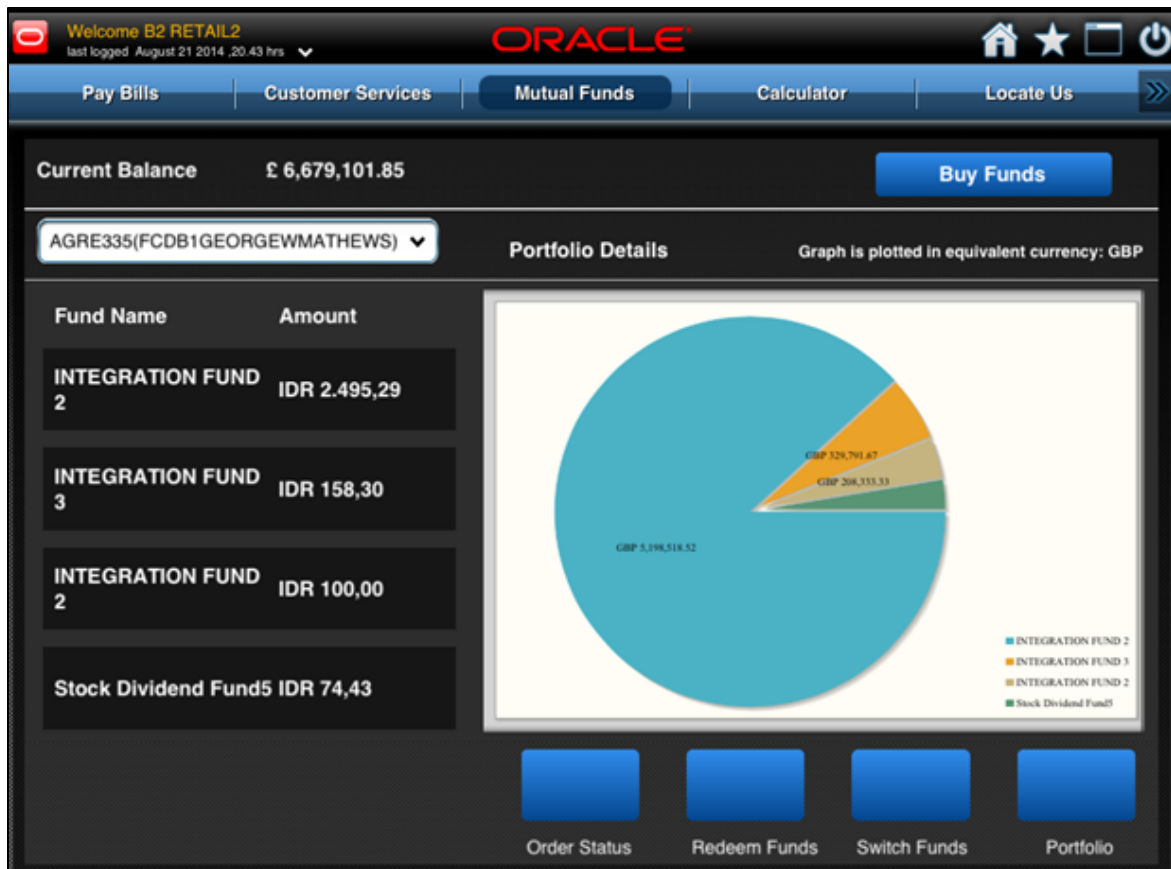 Welcome B2 RETAIL2
last logged August 21 2014 ,20.43 hrs
ORACLE
Pay Bills
Customer Services
Mutual Funds
Calculator
Locate Us
Current Balance £ 6,679,101.85
Buy Funds
AGRE335(FCDB1GEORGEWMATHEWS)
Portfolio Details
Graph is plotted in equivalent currency: GBP
Fund Name Amount
INTEGRATION FUND
2
IDR 2.495,29
INTEGRATION FUND
3
IDR 158,30
INTEGRATION FUND
2
IDR 100,00
Stock Dividend Fund5 IDR 74,43
GBP 329,791.67
GBP 208,333.33
GBP 5,198,518.52
INTEGRATION FUND 2
INTEGRATION FUND 3
INTEGRATION FUND 2
Stock Dividend Fund5
Order Status
Redeem Funds
Switch Funds
Portfolio